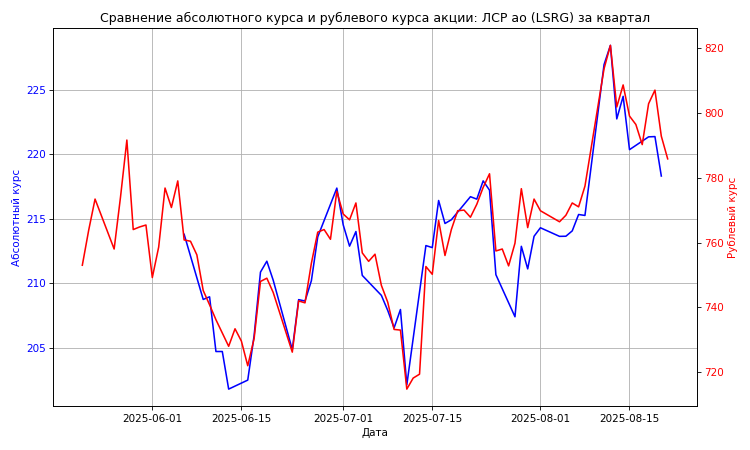 Сравнение абсолютного курса и рублевого курса акции: ЛСР ао (LSRG) за квартал
Абсолютный курс
225
220
215
210
205
820
800
780
760
740
720
Рублевый курс
2025-06-01 2025-06-15 2025-07-01 2025-07-15 2025-08-01 2025-08-15
Дата